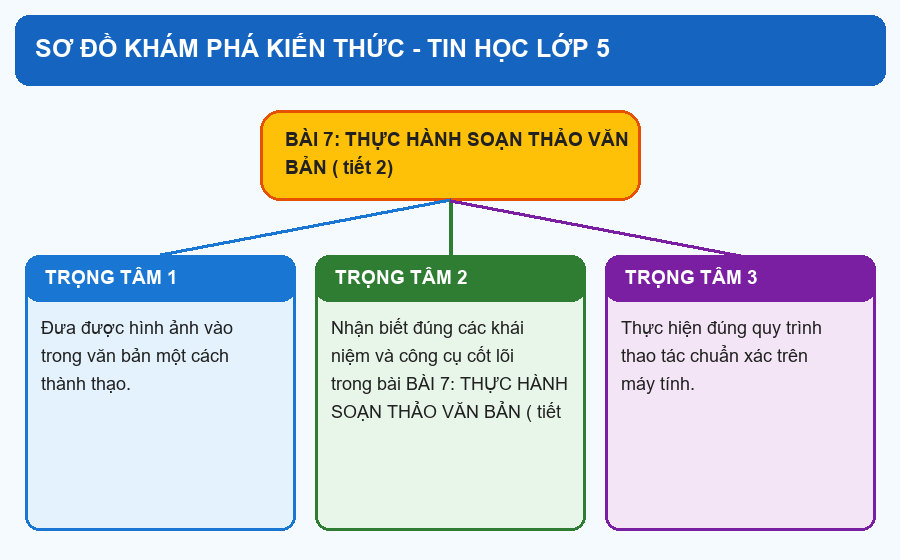 SƠ ĐỒ KHÁM PHÁ KIẾN THỨC - TIN HỌC LỚP 5
BÀI 7: THỰC HÀNH SOẠN THẢO VĂN
BẢN ( tiết 2)
TRỌNG TÂM 1
Đưa được hình ảnh vào
trong văn bản một cách
thành thạo.
TRỌNG TÂM 2
Nhận biết đúng các khái
niệm và công cụ cốt lõi
trong bài BÀI 7: THỰC HÀNH
SOẠN THẢO VĂN BẢN ( tiết
TRỌNG TÂM 3
Thực hiện đúng quy trình
thao tác chuẩn xác trên
máy tính.